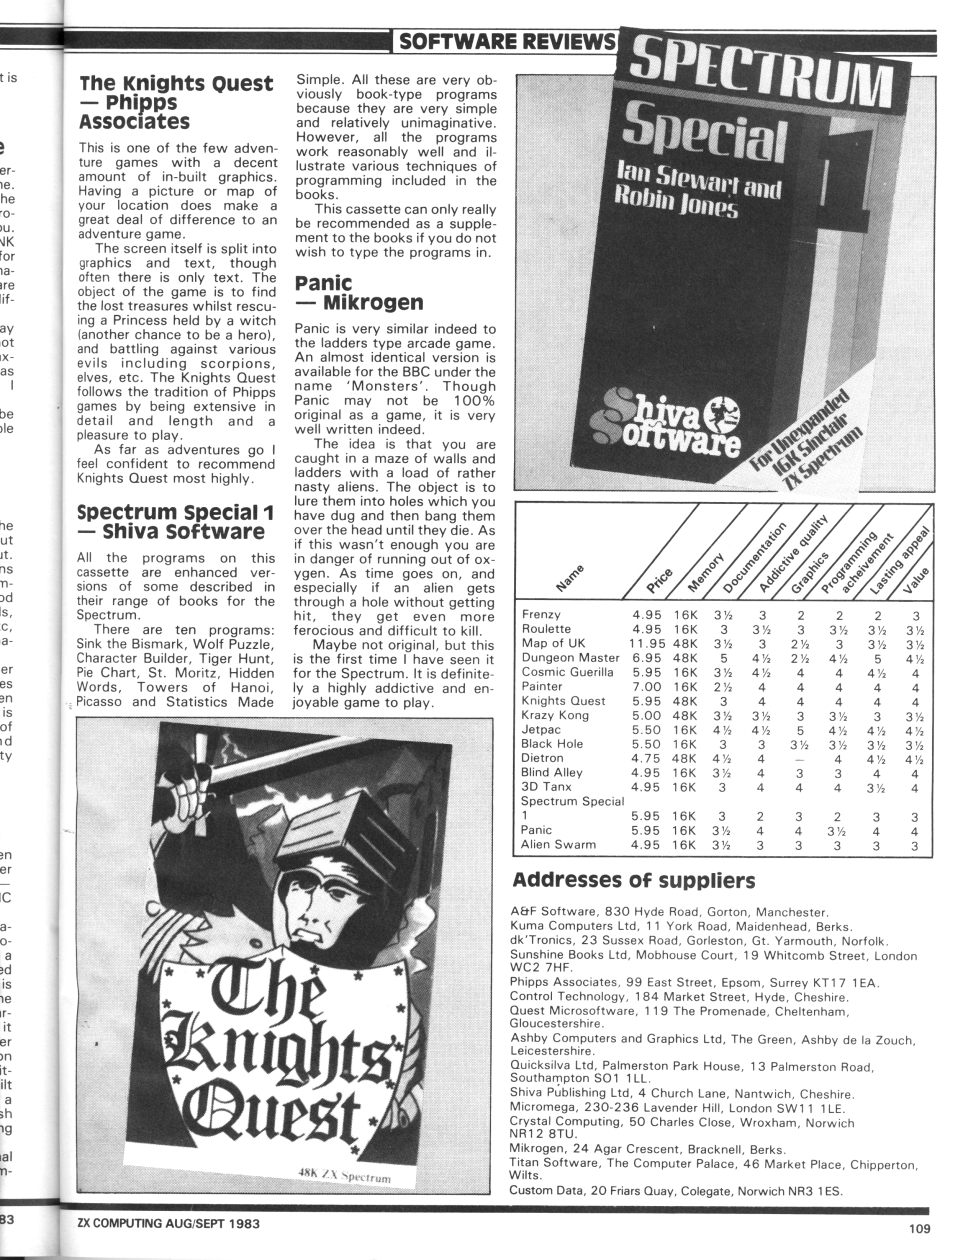 SOFTWARE REVIEWS
The Knights Quest
— Phipps
Associates
This is one of the few adven-
ture games with a decent
amount of in-built graphics.
Having a picture or map of
your location does make a
great deal of difference to an
adventure game.
The screen itself is split into
graphics and text, though
often there is only text. The
object of the game is to find
the lost treasures whilst rescu-
ing a Princess held by a witch
(another chance to be a hero),
and battling against various
evils including scorpions,
elves, etc. The Knights Quest
follows the tradition of Phipps
games by being extensive in
detail and length and a
pleasure to play.
As far as adventures go I
feel confident to recommend
Knights Quest most highly.
Spectrum Special 1
— Shiva Software
All the programs on this
cassette are enhanced ver-
sions of some described in
their range of books for the
Spectrum.
There are ten programs:
Sink the Bismark, Wolf Puzzle,
Character Builder, Tiger Hunt,
Pie Chart, St. Moritz, Hidden
Words, Towers of Hanoi,
Picasso and Statistics Made
Simple. All these are very ob-
viously book-type programs
because they are very simple
and relatively unimaginative.
However, all the programs
work reasonably well and il-
lustrate various techniques of
programming included in the
books.
This cassette can only really
be recommended as a supple-
ment to the books if you do not
wish to type the programs in.
Panic
— Mikrogen
Panic is very similar indeed to
the ladders type arcade game.
An almost identical version is
available for the BBC under the
name 'Monsters'. Though
Panic may not be 100%
original as a game, it is very
well written indeed.
The idea is that you are
caught in a maze of walls and
ladders with a load of rather
nasty aliens. The object is to
lure them into holes which you
have dug and then bang them
over the head until they die. As
if this wasn't enough you are
in danger of running out of ox-
ygen. As time goes on, and
especially if an alien gets
through a hole without getting
hit, they get even more
ferocious and difficult to kill.
Maybe not original, but this
is the first time I have seen it
for the Spectrum. It is definite-
ly a highly addictive and en-
joyable game to play.
The
Knights
Quest
48K ZX Spectrum
SPECTRUM
Special 1
Ian Stewart and
Robin Jones
Shiva
Software
For Unexpanded
16K Sinclair
ZX Spectrum
Name Price Memory Documentation Addictive quality Graphics Programming acheivement Lasting appeal Value
Frenzy 4.95 16K 3½ 3 2 2 2 3
Roulette 4.95 16K 3 3½ 3 3½ 3½ 3½
Map of UK 11.95 48K 3½ 3 2½ 3 3½ 3½
Dungeon Master 6.95 48K 5 4½ 2½ 4½ 5 4½
Cosmic Guerilla 5.95 16K 3½ 4½ 4 4 4½ 4
Painter 7.00 16K 2½ 4 4 4 4 4
Knights Quest 5.95 48K 3 4 4 4 4 4
Krazy Kong 5.00 48K 3½ 3½ 3 3½ 3 3½
Jetpac 5.50 16K 4½ 4½ 5 4½ 4½ 4½
Black Hole 5.50 16K 3 3 3½ 3½ 3½ 3½
Dietron 4.75 48K 4½ 4 — 4 4½ 4½
Blind Alley 4.95 16K 3½ 4 3 3 4 4
3D Tanx 4.95 16K 3 4 4 4 3½ 4
Spectrum Special
1 5.95 16K 3 2 3 2 3 3
Panic 5.95 16K 3½ 4 4 3½ 4 4
Alien Swarm 4.95 16K 3½ 3 3 3 3 3
Addresses of suppliers
A&F Software, 830 Hyde Road, Gorton, Manchester.
Kuma Computers Ltd, 11 York Road, Maidenhead, Berks.
dk'Tronics, 23 Sussex Road, Gorleston, Gt. Yarmouth, Norfolk.
Sunshine Books Ltd, Mobhouse Court, 19 Whitcomb Street, London
WC2 7HF.
Phipps Associates, 99 East Street, Epsom, Surrey KT17 1EA.
Control Technology, 184 Market Street, Hyde, Cheshire.
Quest Microsoftware, 119 The Promenade, Cheltenham,
Gloucestershire.
Ashby Computers and Graphics Ltd, The Green, Ashby de la Zouch,
Leicestershire.
Quicksilva Ltd, Palmerston Park House, 13 Palmerston Road,
Southampton SO1 1LL.
Shiva Publishing Ltd, 4 Church Lane, Nantwich, Cheshire.
Micromega, 230-236 Lavender Hill, London SW11 1LE.
Crystal Computing, 50 Charles Close, Wroxham, Norwich
NR12 8TU.
Mikrogen, 24 Agar Crescent, Bracknell, Berks.
Titan Software, The Computer Palace, 46 Market Place, Chipperton,
Wilts.
Custom Data, 20 Friars Quay, Colegate, Norwich NR3 1ES.
ZX COMPUTING AUG/SEPT 1983
109